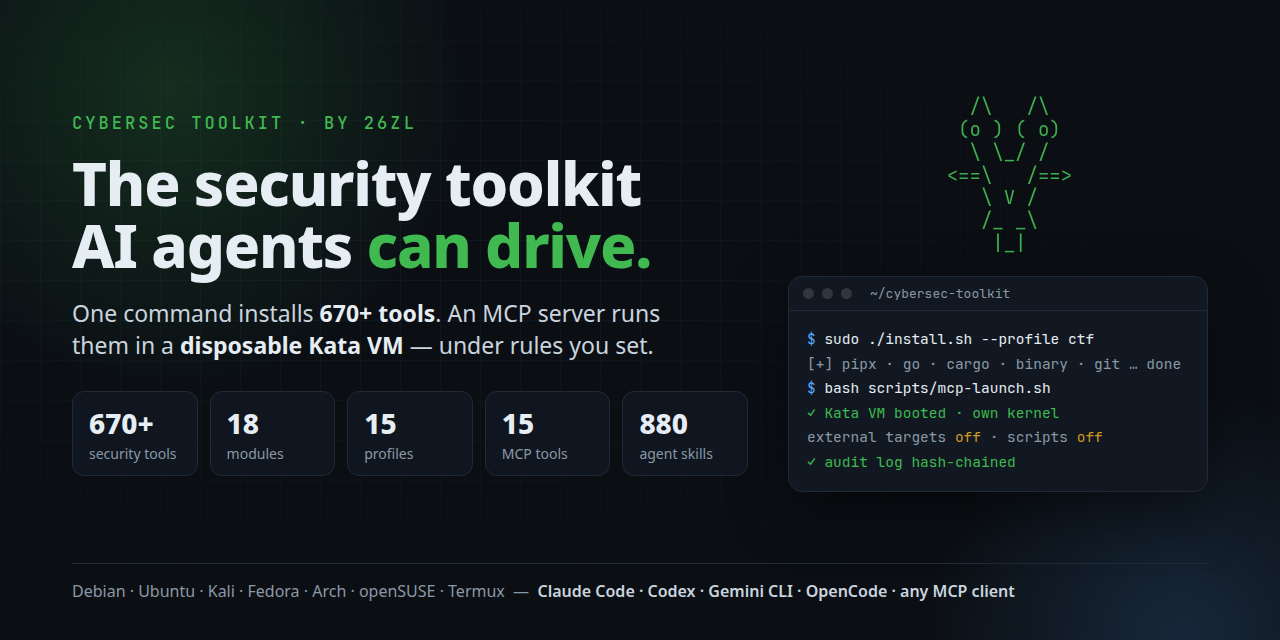 CYBERSEC TOOLKIT · BY 26ZL
The security toolkit
AI agents can drive.
One command installs 670+ tools. An MCP server runs
them in a disposable Kata VM — under rules you set.
670+
security tools
18
modules
15
profiles
15
MCP tools
880
agent skills
/\    /\
(o ) ( o)
\ \_/ /
<==\    /==>
\ V /
/_ _\
|_|
~/cybersec-toolkit
$ sudo ./install.sh --profile ctf
[+] pipx · go · cargo · binary · git … done
$ bash scripts/mcp-launch.sh
✓ Kata VM booted · own kernel
external targets off · scripts off
✓ audit log hash-chained
Debian · Ubuntu · Kali · Fedora · Arch · openSUSE · Termux — Claude Code · Codex · Gemini CLI · OpenCode · any MCP client